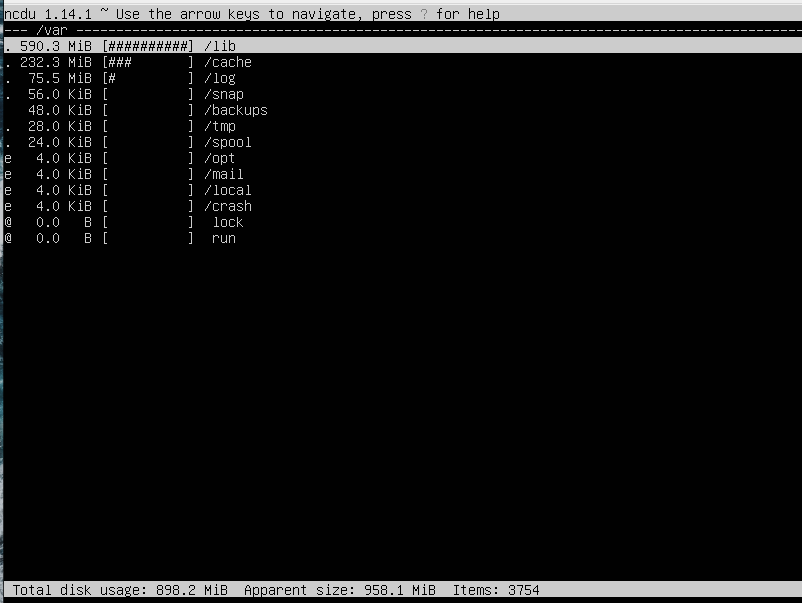 ncdu 1.14.1 ~ Use the arrow keys to navigate, press ? for help
--- /var ----------------------------------------------------------------------------------------
. 590.3 MiB [##########] /lib
. 232.3 MiB [###       ] /cache
.  75.5 MiB [#         ] /log
.  56.0 KiB [          ] /snap
   48.0 KiB [          ] /backups
.  28.0 KiB [          ] /tmp
.  24.0 KiB [          ] /spool
e   4.0 KiB [          ] /opt
e   4.0 KiB [          ] /mail
e   4.0 KiB [          ] /local
e   4.0 KiB [          ] /crash
@   0.0   B [          ]  lock
@   0.0   B [          ]  run
Total disk usage: 898.2 MiB  Apparent size: 958.1 MiB  Items: 3754